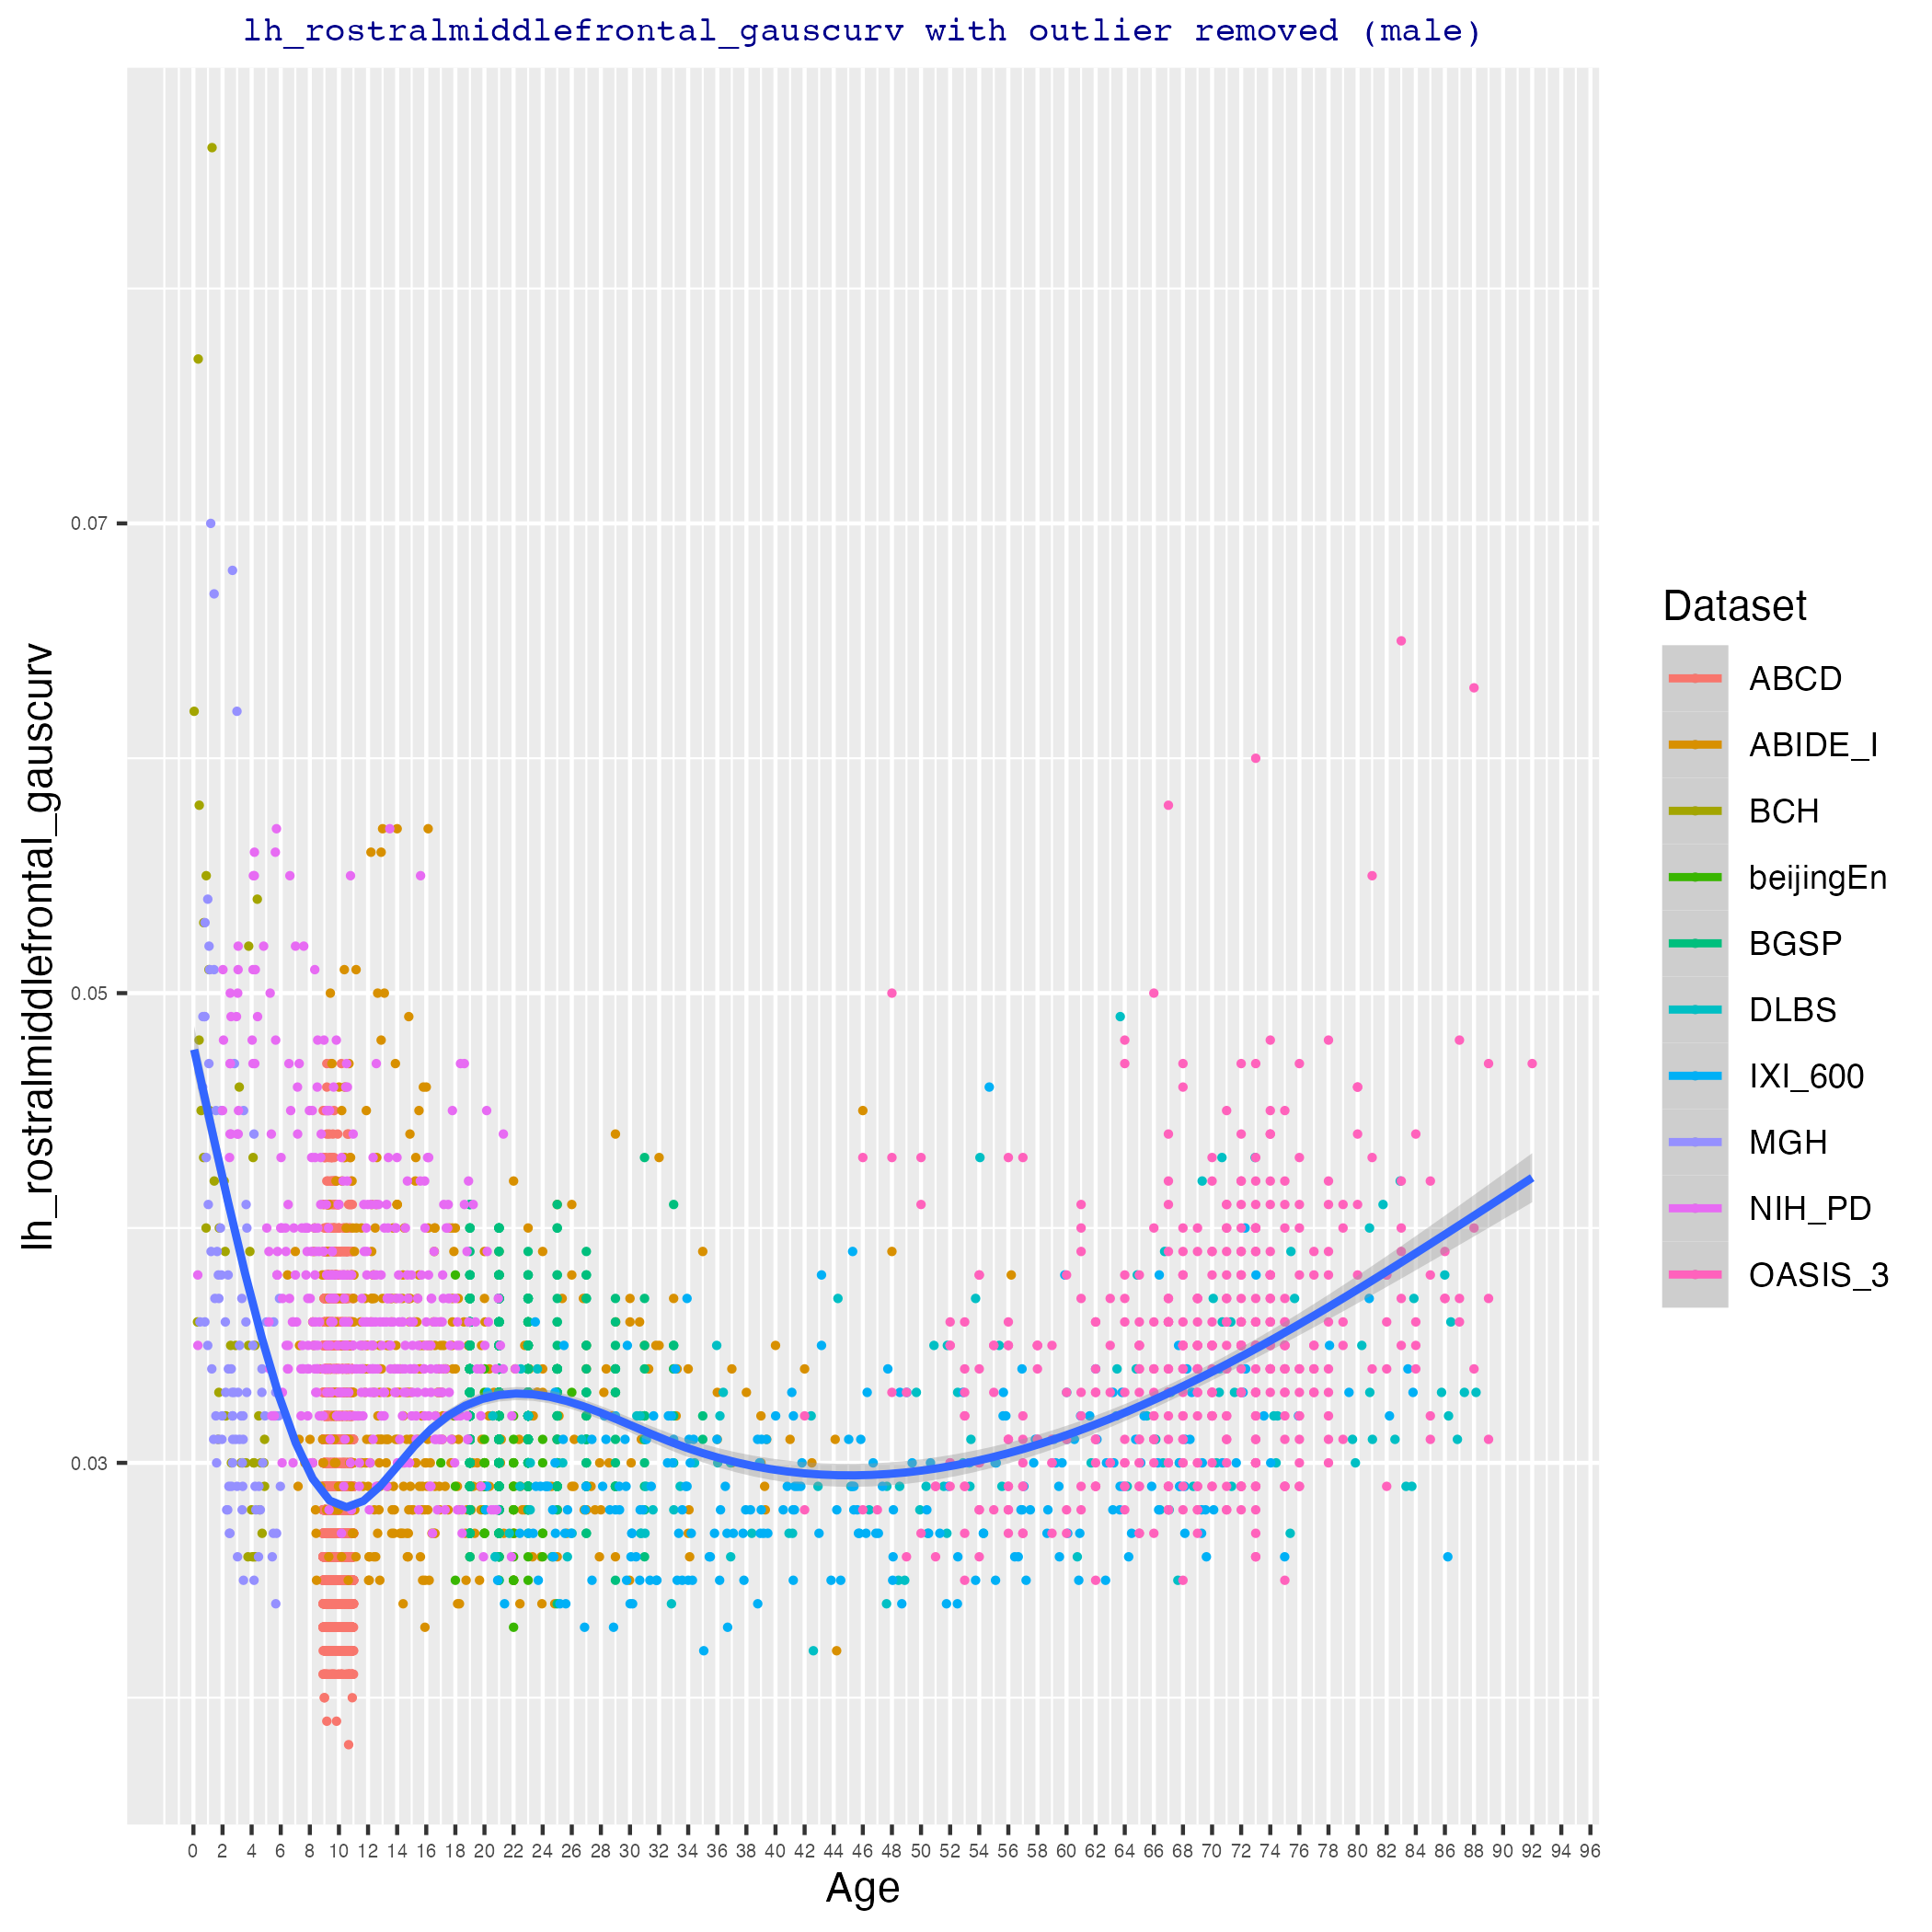 lh_rostralmiddlefrontal_gauscurv with outlier removed (male)
lh_rostralmiddlefrontal_gauscurv
0.07
0.05
0.03
0 2 4 6 8 10 12 14 16 18 20 22 24 26 28 30 32 34 36 38 40 42 44 46 48 50 52 54 56 58 60 62 64 66 68 70 72 74 76 78 80 82 84 86 88 90 92 94 96
Age
Dataset
ABCD
ABIDE_I
BCH
beijingEn
BGSP
DLBS
IXI_600
MGH
NIH_PD
OASIS_3